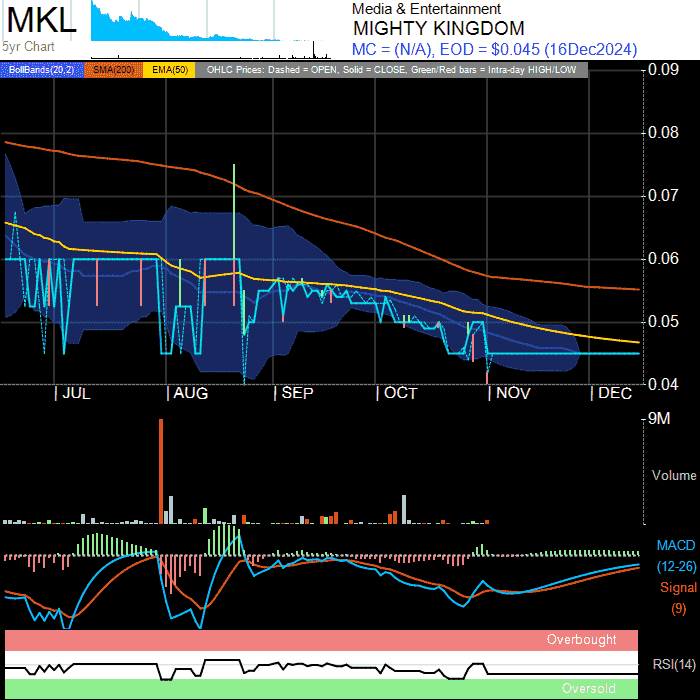 MKL
5yr Chart
Media & Entertainment
MIGHTY KINGDOM
MC = (N/A), EOD = $0.045 (16Dec2024)
BollBands(20,2) SMA(200) EMA(50) OHLC Prices: Dashed = OPEN, Solid = CLOSE, Green/Red bars = Intra-day HIGH/LOW
0.09
0.08
0.07
0.06
0.05
0.04
| JUL | AUG | SEP | OCT | NOV | DEC
9M
Volume
MACD
(12-26)
Signal
(9)
Overbought
RSI(14)
Oversold